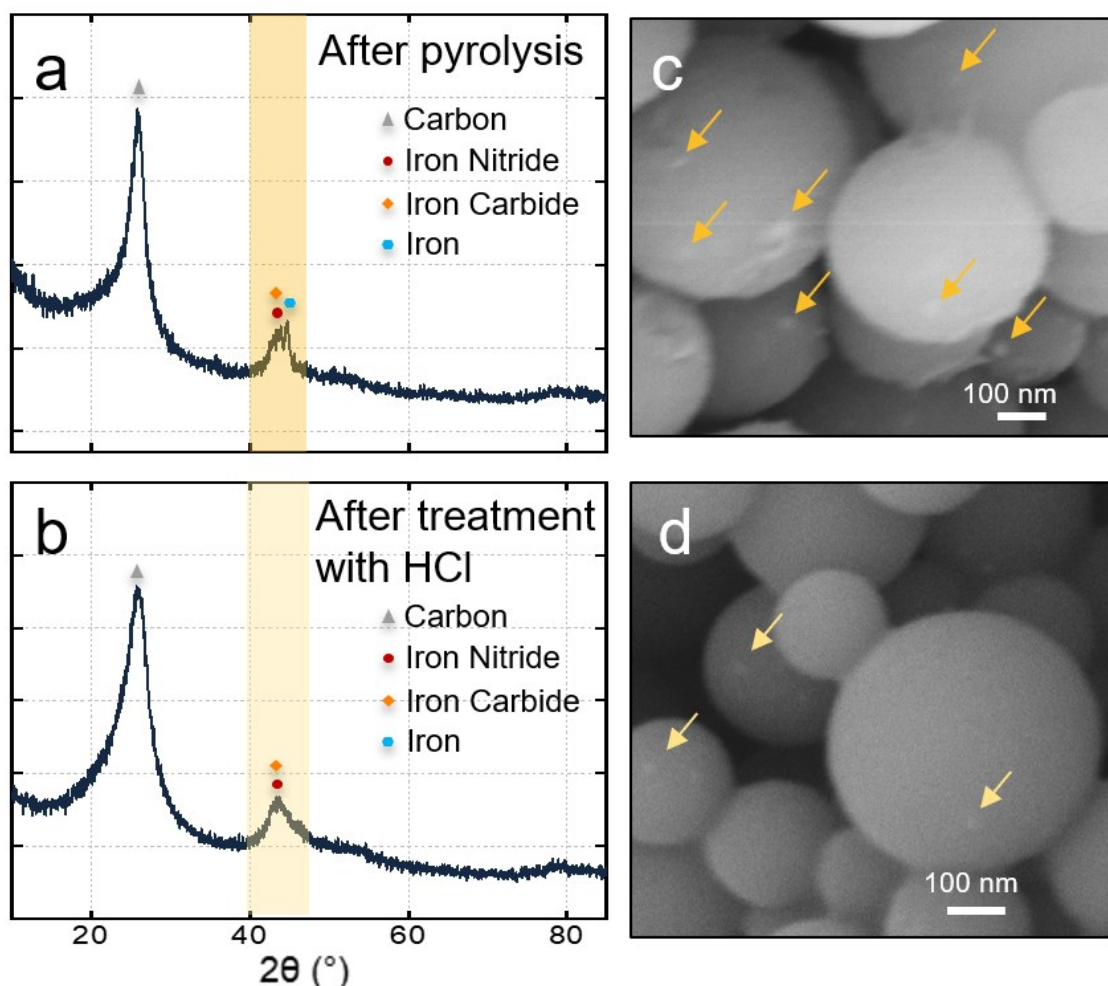 a
After pyrolysis
Carbon
Iron Nitride
Iron Carbide
Iron
b
After treatment
with HCl
Carbon
Iron Nitride
Iron Carbide
Iron
20
40
60
80
2θ (°)
c
100 nm
d
100 nm